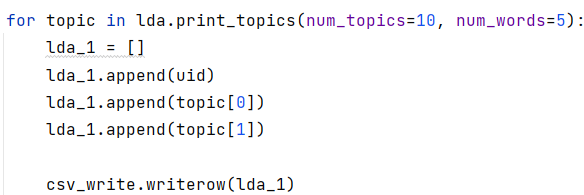 for topic in lda.print_topics(num_topics=10, num_words=5):
    lda_1 = []
    lda_1.append(uid)
    lda_1.append(topic[0])
    lda_1.append(topic[1])
    csv_write.writerow(lda_1)